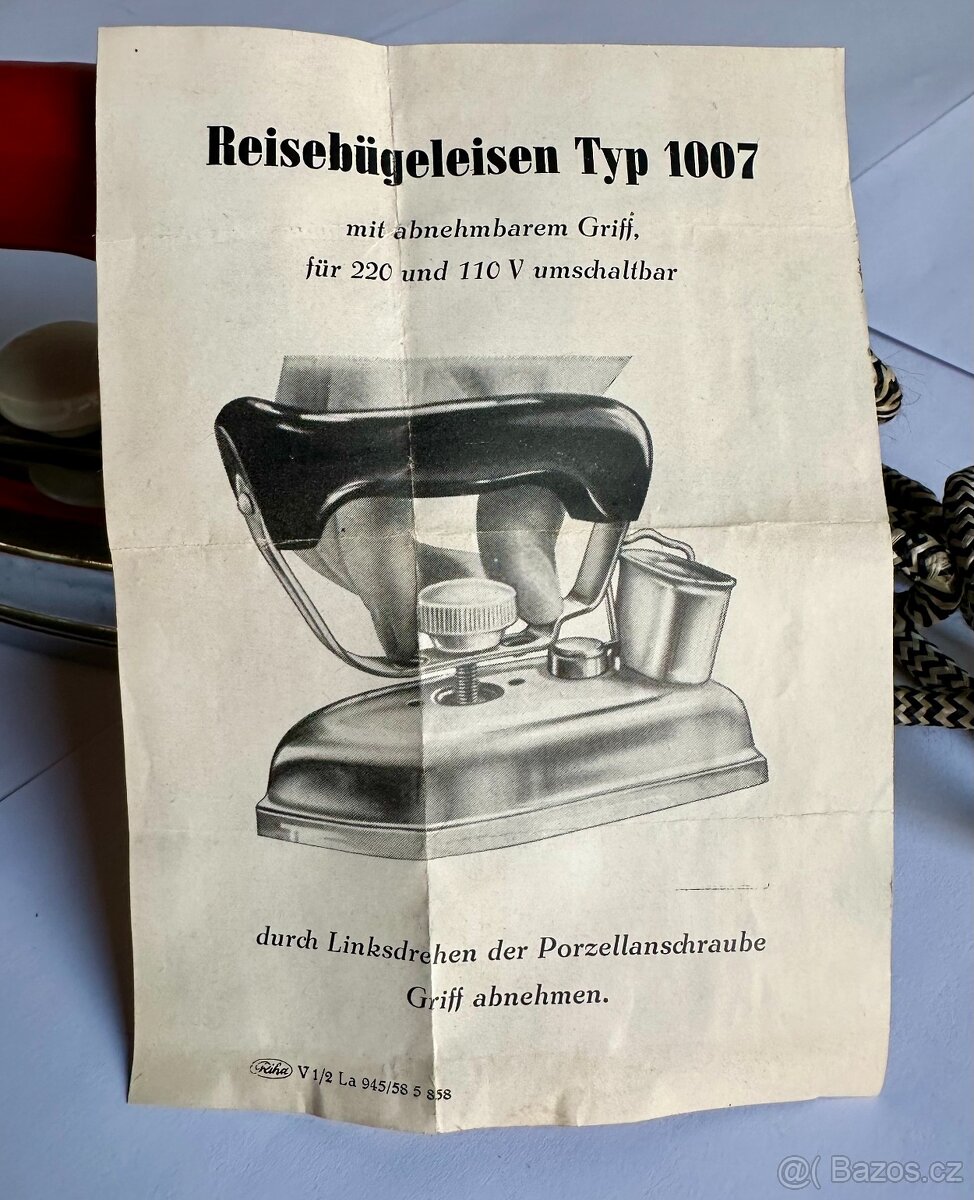 Reisebügeleisen Typ 1007
mit abnehmbarem Griff,
für 220 und 110 V umschaltbar
durch Linksdrehen der Porzellanschraube
Griff abnehmen.
Riha V 1/2 La 945/58 5 858
@( Bazos.cz